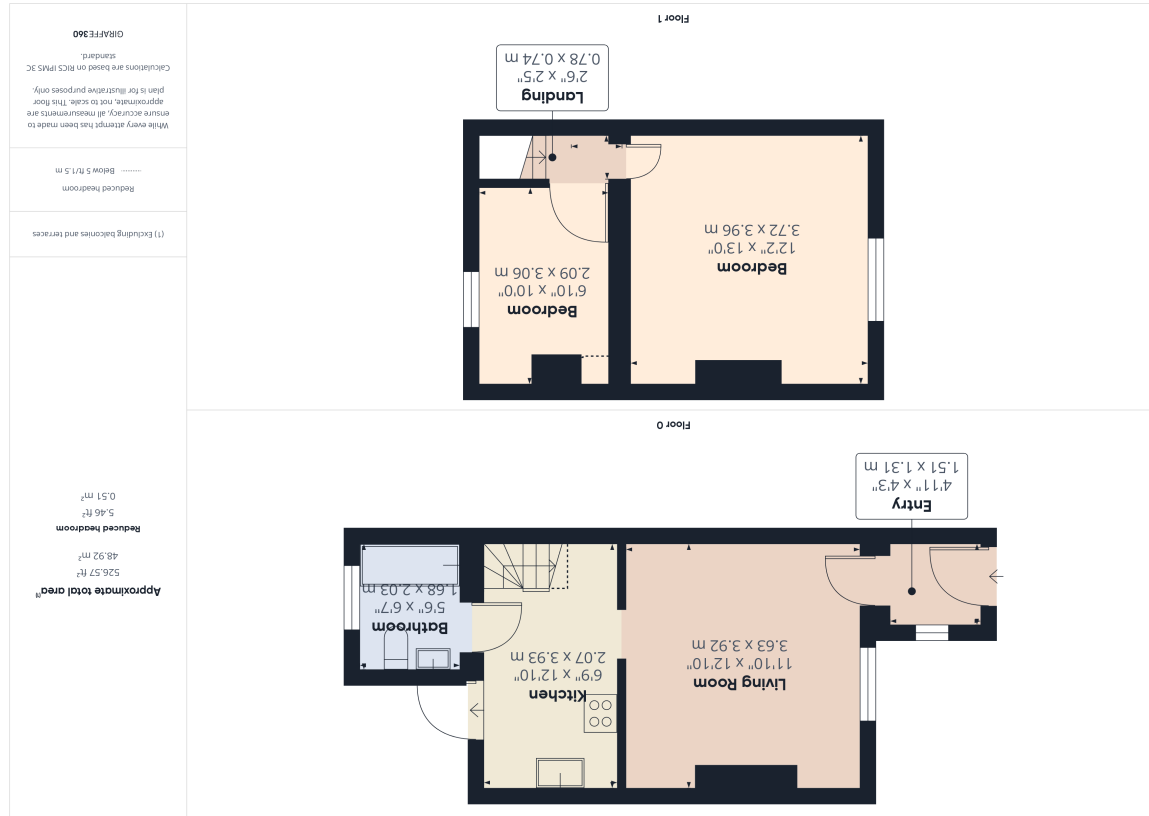 Floor 0
Entry
4'11" x 4'3"
1.51 x 1.31 m
Living Room
11'10" x 12'10"
3.63 x 3.92 m
Kitchen
6'9" x 12'10"
2.07 x 3.93 m
Bathroom
5'6" x 6'7"
1.68 x 2.03 m
Floor 1
Landing
2'6" x 2'5"
0.78 x 0.74 m
Bedroom
12'2" x 13'0"
3.72 x 3.96 m
Bedroom
6'10" x 10'0"
2.09 x 3.06 m
Approximate total area(1)
526.57 ft²
48.92 m²
Reduced headroom
5.46 ft²
0.51 m²
(1) Excluding balconies and terraces
Reduced headroom
Below 5 ft/1.5 m
While every attempt has been made to
ensure accuracy, all measurements are
approximate, not to scale. This floor
plan is for illustrative purposes only.
Calculations are based on RICS IPMS 3C
standard.
GIRAFFE360